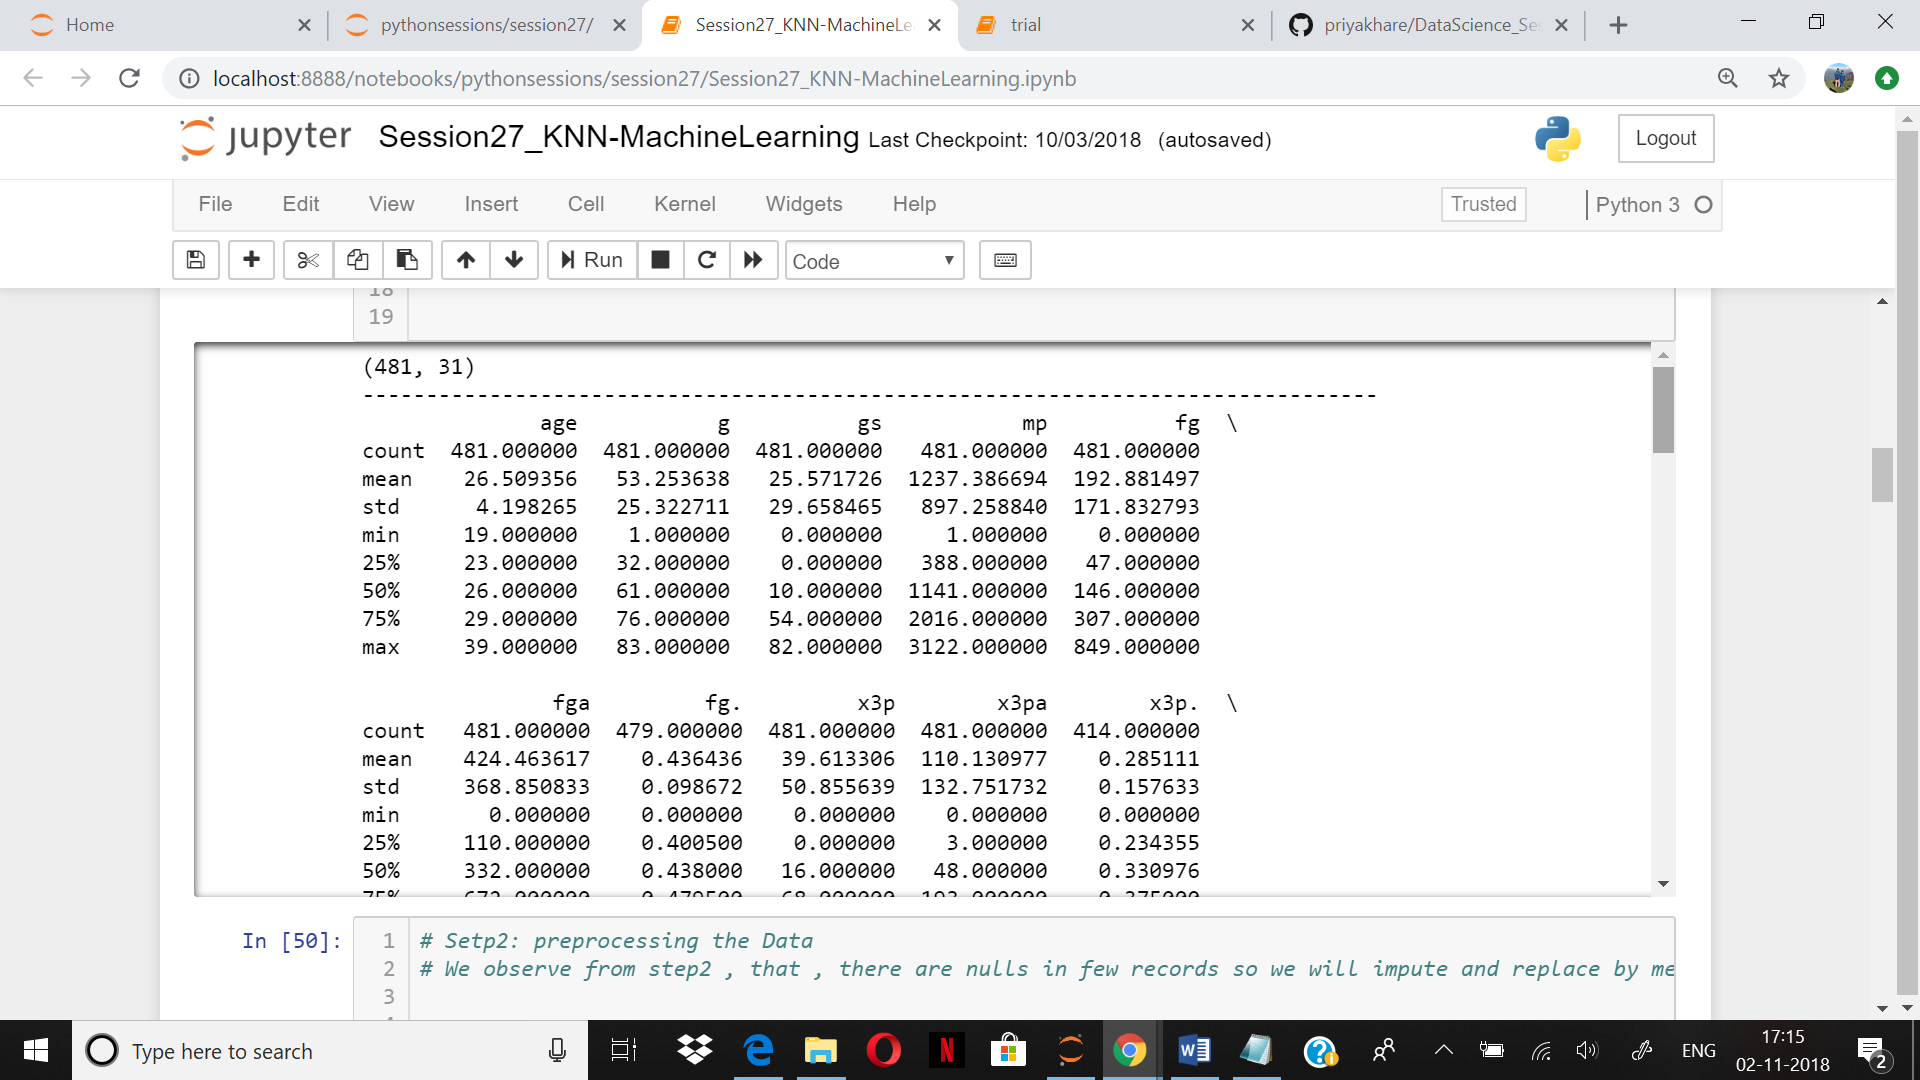 Home
pythonsessions/session27/
Session27_KNN-MachineLe
trial
priyakhare/DataScience_Se
localhost:8888/notebooks/pythonsessions/session27/Session27_KNN-MachineLearning.ipynb
jupyter Session27_KNN-MachineLearning Last Checkpoint: 10/03/2018 (autosaved)
Logout
File Edit View Insert Cell Kernel Widgets Help Trusted Python 3
Run Code
18
19
(481, 31)
--------------------------------------------------------------------------------
age g gs mp fg \
count 481.000000 481.000000 481.000000 481.000000 481.000000
mean 26.509356 53.253638 25.571726 1237.386694 192.881497
std 4.198265 25.322711 29.658465 897.258840 171.832793
min 19.000000 1.000000 0.000000 1.000000 0.000000
25% 23.000000 32.000000 0.000000 388.000000 47.000000
50% 26.000000 61.000000 10.000000 1141.000000 146.000000
75% 29.000000 76.000000 54.000000 2016.000000 307.000000
max 39.000000 83.000000 82.000000 3122.000000 849.000000
fga fg. x3p x3pa x3p. \
count 481.000000 479.000000 481.000000 481.000000 414.000000
mean 424.463617 0.436436 39.613306 110.130977 0.285111
std 368.850833 0.098672 50.855639 132.751732 0.157633
min 0.000000 0.000000 0.000000 0.000000 0.000000
25% 110.000000 0.400500 0.000000 3.000000 0.234355
50% 332.000000 0.438000 16.000000 48.000000 0.330976
75% 672.000000 0.479500 68.000000 193.000000 0.375000
In [50]:
1 # Setp2: preprocessing the Data
2 # We observe from step2 , that , there are nulls in few records so we will impute and replace by me
3
Type here to search
ENG
17:15
02-11-2018
2